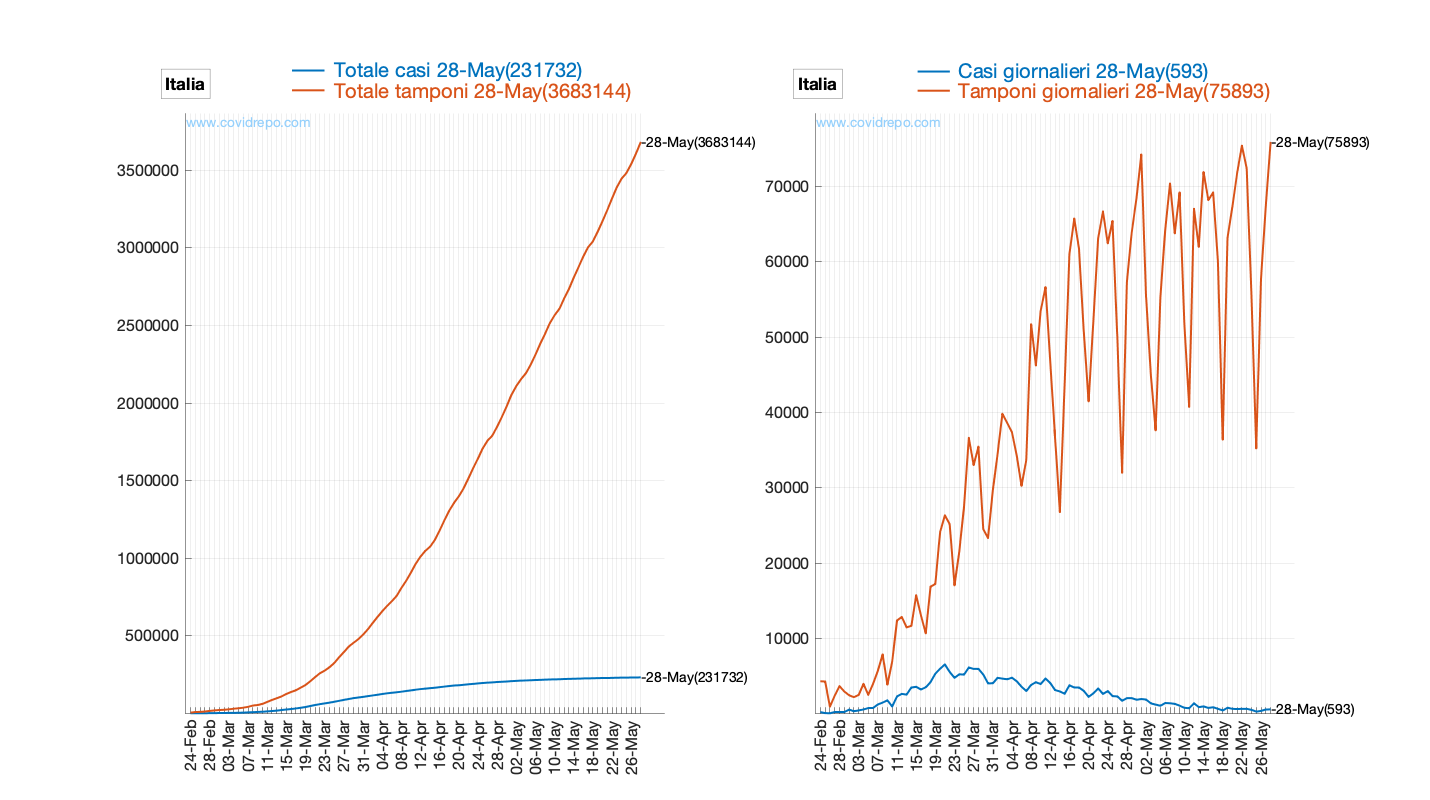 Italia
Totale casi 28-May(231732)
Totale tamponi 28-May(3683144)
www.covidrepo.com
28-May(3683144)
3500000
3000000
2500000
2000000
1500000
1000000
500000
28-May(231732)
24-Feb
28-Feb
03-Mar
07-Mar
11-Mar
15-Mar
19-Mar
23-Mar
27-Mar
31-Mar
04-Apr
08-Apr
12-Apr
16-Apr
20-Apr
24-Apr
28-Apr
02-May
06-May
10-May
14-May
18-May
22-May
26-May
Italia
Casi giornalieri 28-May(593)
Tamponi giornalieri 28-May(75893)
www.covidrepo.com
28-May(75893)
70000
60000
50000
40000
30000
20000
10000
28-May(593)
24-Feb
28-Feb
03-Mar
07-Mar
11-Mar
15-Mar
19-Mar
23-Mar
27-Mar
31-Mar
04-Apr
08-Apr
12-Apr
16-Apr
20-Apr
24-Apr
28-Apr
02-May
06-May
10-May
14-May
18-May
22-May
26-May